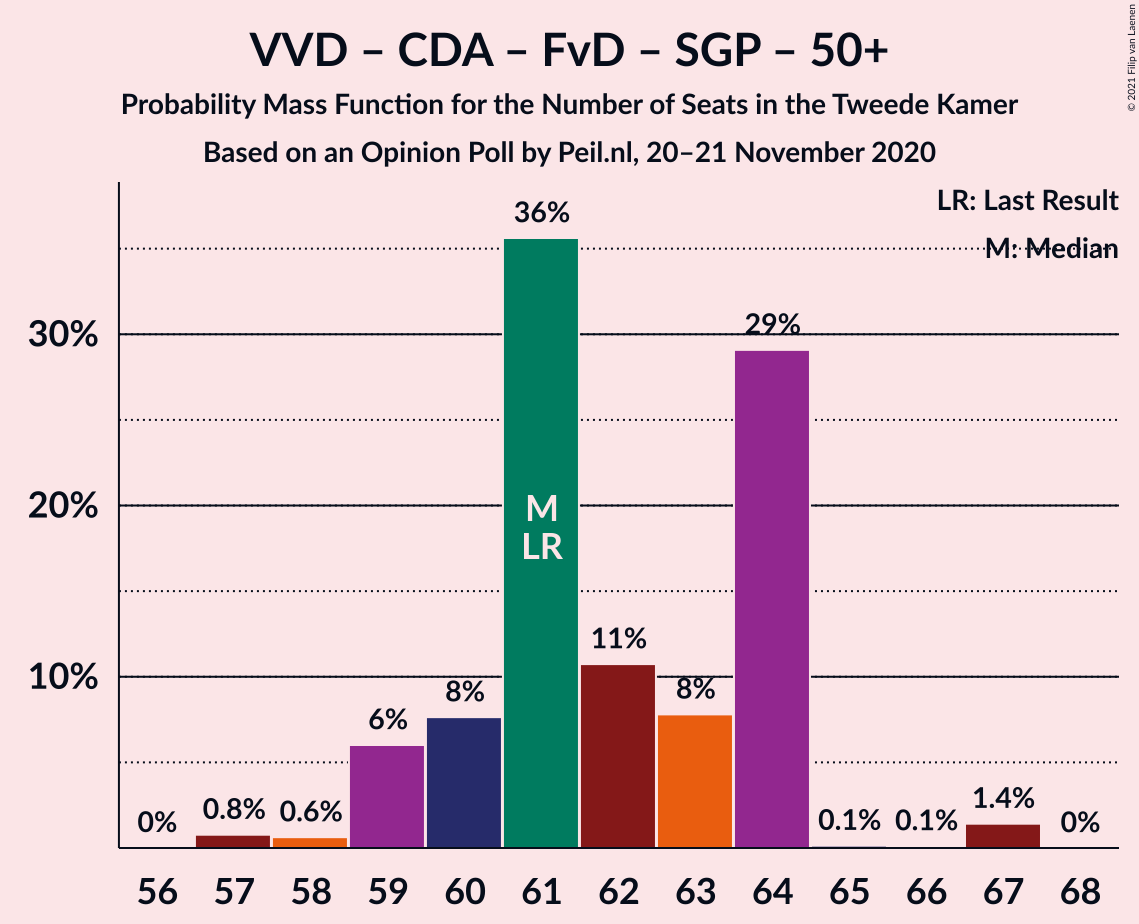 VVD – CDA – FvD – SGP – 50+
Probability Mass Function for the Number of Seats in the Tweede Kamer
Based on an Opinion Poll by Peil.nl, 20–21 November 2020
© 2021 Filip van Laenen
LR: Last Result
M: Median
30%
20%
10%
0%
0.8%
0.6%
6%
8%
36%
11%
8%
29%
0.1%
0.1%
1.4%
0%
M
LR
56 57 58 59 60 61 62 63 64 65 66 67 68